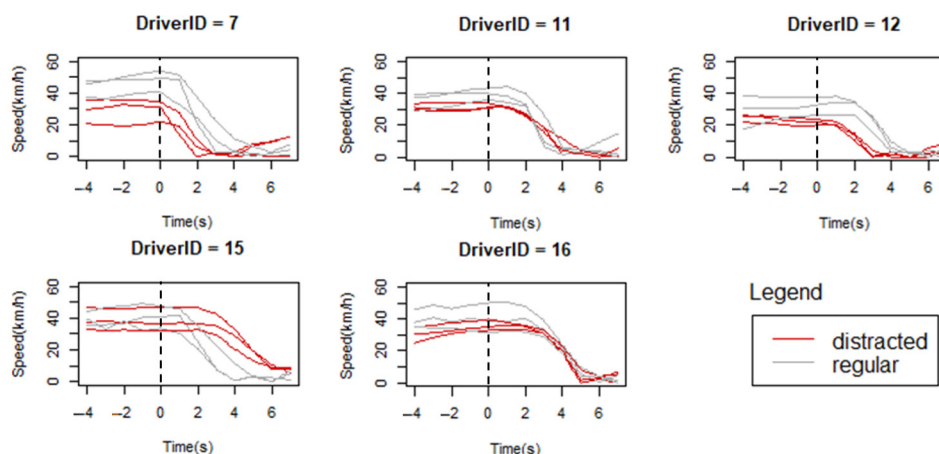 DriverID = 7
Speed(km/h)
60
40
20
0
−4 −2 0 2 4 6
Time(s)
DriverID = 11
Speed(km/h)
60
40
20
0
−4 −2 0 2 4 6
Time(s)
DriverID = 12
Speed(km/h)
60
40
20
0
−4 −2 0 2 4 6
Time(s)
DriverID = 15
Speed(km/h)
60
40
20
0
−4 −2 0 2 4 6
Time(s)
DriverID = 16
Speed(km/h)
60
40
20
0
−4 −2 0 2 4 6
Time(s)
Legend
distracted
regular